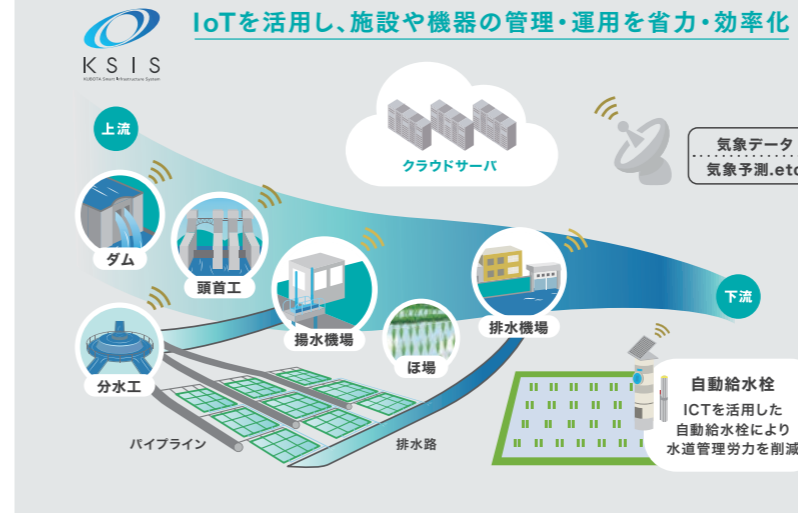 IoTを活用し、施設や機器の管理・運用を省力・効率化
KSIS
KUBOTA Smart Infrastructure System
上流
クラウドサーバ
気象データ
気象予測.etc
ダム
頭首工
揚水機場
排水機場
下流
ほ場
分水工
パイプライン
排水路
自動給水栓
ICTを活用した
自動給水栓により
水道管理労力を削減